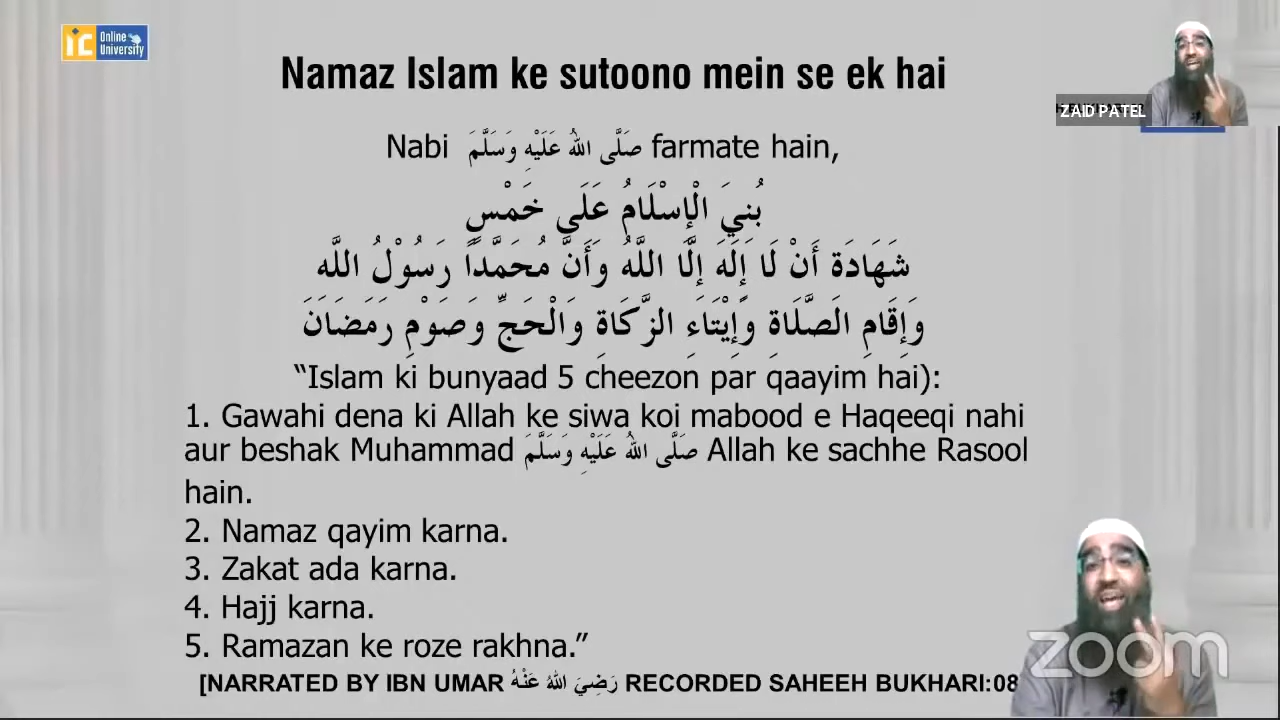 iC Online University
Namaz Islam ke sutoono mein se ek hai
ZAID PATEL
Nabi صَلَّى اللهُ عَلَيْهِ وَسَلَّمَ farmate hain,
بُنِيَ الْإِسْلَامُ عَلَى خَمْسٍ
شَهَادَة أَنْ لَا إِلَهَ إِلَّا اللَّهُ وَأَنَّ مُحَمَّدًا رَسُوْلُ اللَّه
وَإِقَامِ الصَّلَاةِ وَإِيْتَاءِ الزَّكَاةِ وَالْحَجِّ وَصَوْمِ رَمَضَانَ
“Islam ki bunyaad 5 cheezon par qaayim hai):
1. Gawahi dena ki Allah ke siwa koi mabood e Haqeeqi nahi
aur beshak Muhammad صَلَّى اللهُ عَلَيْهِ وَسَلَّمَ Allah ke sachhe Rasool
hain.
2. Namaz qayim karna.
3. Zakat ada karna.
4. Hajj karna.
5. Ramazan ke roze rakhna.”
[NARRATED BY IBN UMAR رَضِيَ اللهُ عَنْهُ RECORDED SAHEEH BUKHARI:08
zoom